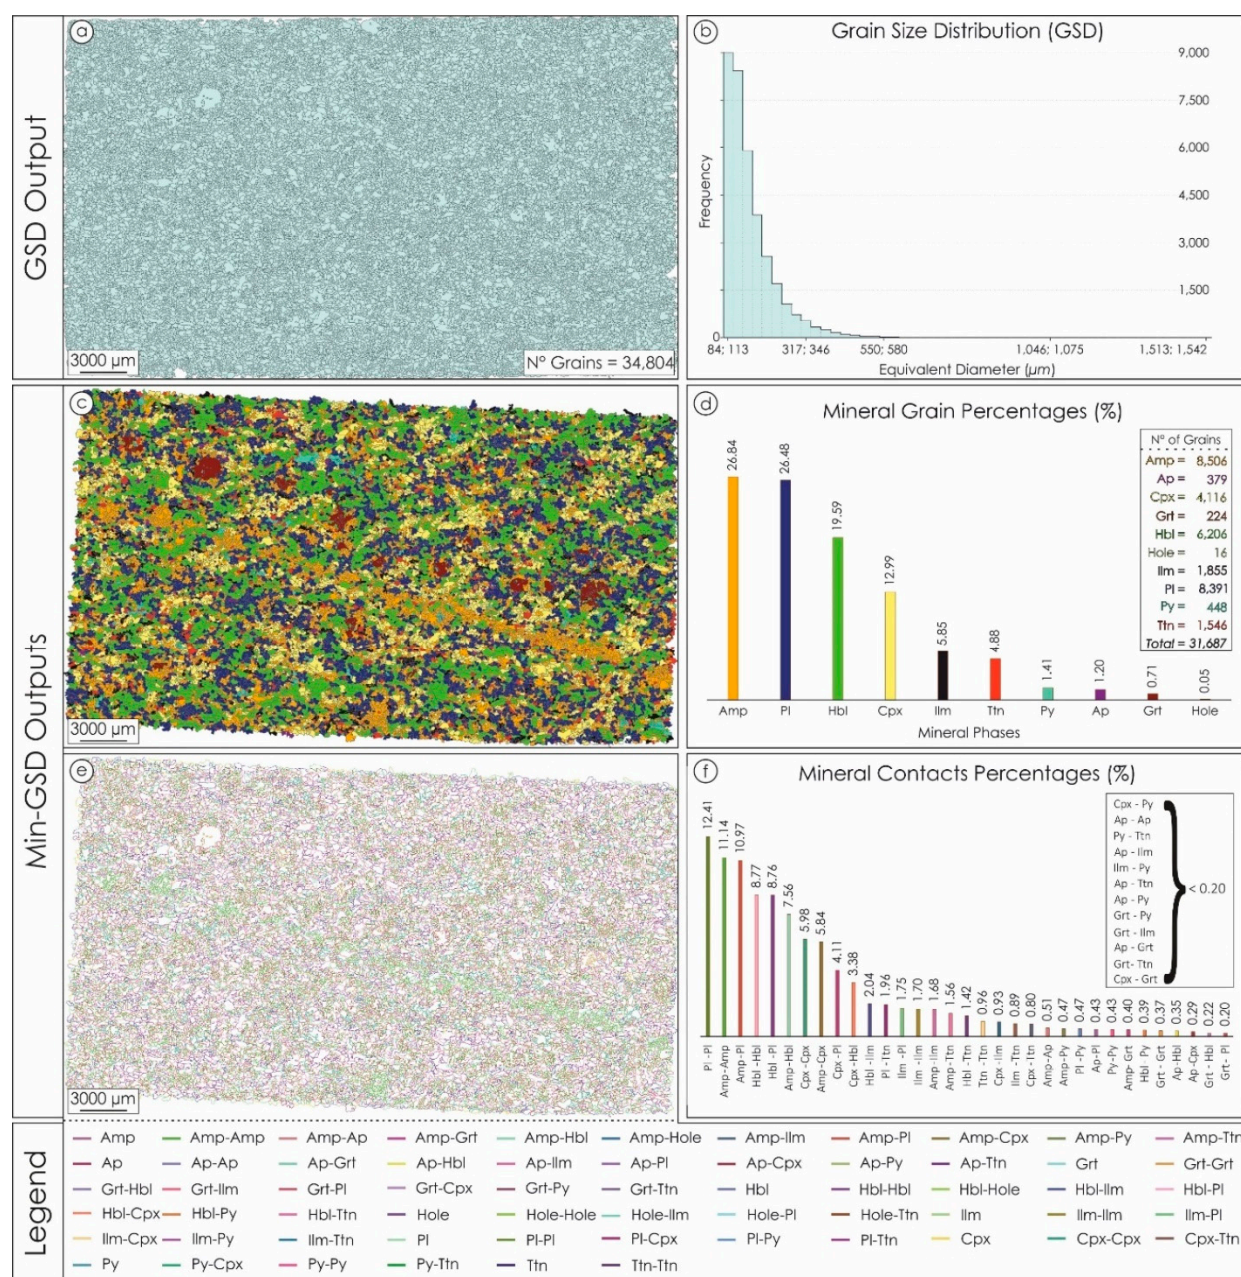 GSD Output
a
3000 µm
Nº Grains = 34,804
b
Grain Size Distribution (GSD)
Frequency
9,000
7,500
6,000
4,500
3,000
1,500
0
84; 113
317; 346
550; 580
1,046; 1,075
1,513; 1,542
Equivalent Diameter (µm)
Min-GSD Outputs
c
3000 µm
d
Mineral Grain Percentages (%)
26.84
26.48
19.59
12.99
5.85
4.88
1.41
1.20
0.71
0.05
Amp
Pl
Hbl
Cpx
Ilm
Ttn
Py
Ap
Grt
Hole
Mineral Phases
Nº of Grains
Amp = 8,506
Ap = 379
Cpx = 4,116
Grt = 224
Hbl = 6,206
Hole = 16
Ilm = 1,855
Pl = 8,391
Py = 448
Ttn = 1,546
Total = 31,687
e
3000 µm
f
Mineral Contacts Percentages (%)
12.41
11.14
10.97
8.77
8.76
7.56
5.98
5.84
4.11
3.38
2.04
1.96
1.75
1.70
1.68
1.56
1.42
0.96
0.93
0.89
0.80
0.51
0.47
0.47
0.43
0.43
0.40
0.39
0.37
0.35
0.29
0.22
0.20
Pl -Pl
Amp-Amp
Amp-Pl
Hbl -Hbl
Hbl -Pl
Amp-Hbl
Cpx -Cpx
Amp-Cpx
Cpx - Pl
Cpx-Hbl
Hbl -Ilm
Pl - Ttn
Ilm -Pl
Ilm -Ilm
Amp-Ilm
Amp- Ttn
Hbl -Ttn
Ttn - Ttn
Cpx -Ilm
Ilm -Ttn
Cpx - Ttn
Amp-Ap
Amp-Py
Pl - Py
Ap-Pl
Py-Py
Amp- Grt
Hbl - Py
Grt - Grt
Ap-Hbl
Ap-Cpx
Grt - Hbl
Grt - Pl
Cpx - Py
Ap - Ap
Py - Ttn
Ap - Ilm
Ilm - Py
Ap - Ttn
Ap - Py
Grt - Py
Grt - Ilm
Ap - Grt
Grt- Ttn
Cpx - Grt
< 0.20
Legend
Amp Amp-Amp Amp-Ap Amp-Grt Amp-Hbl Amp-Hole Amp-Ilm Amp-Pl Amp-Cpx Amp-Py Amp-Ttn
Ap Ap-Ap Ap-Grt Ap-Hbl Ap-Ilm Ap-Pl Ap-Cpx Ap-Py Ap-Ttn Grt Grt-Grt
Grt-Hbl Grt-Ilm Grt-Pl Grt-Cpx Grt-Py Grt-Ttn Hbl Hbl-Hbl Hbl-Hole Hbl-Ilm Hbl-Pl
Hbl-Cpx Hbl-Py Hbl-Ttn Hole Hole-Hole Hole-Ilm Hole-Pl Hole-Ttn Ilm Ilm-Ilm Ilm-Pl
Ilm-Cpx Ilm-Py Ilm-Ttn Pl Pl-Pl Pl-Cpx Pl-Py Pl-Ttn Cpx Cpx-Cpx Cpx-Ttn
Py Py-Cpx Py-Py Py-Ttn Ttn Ttn-Ttn